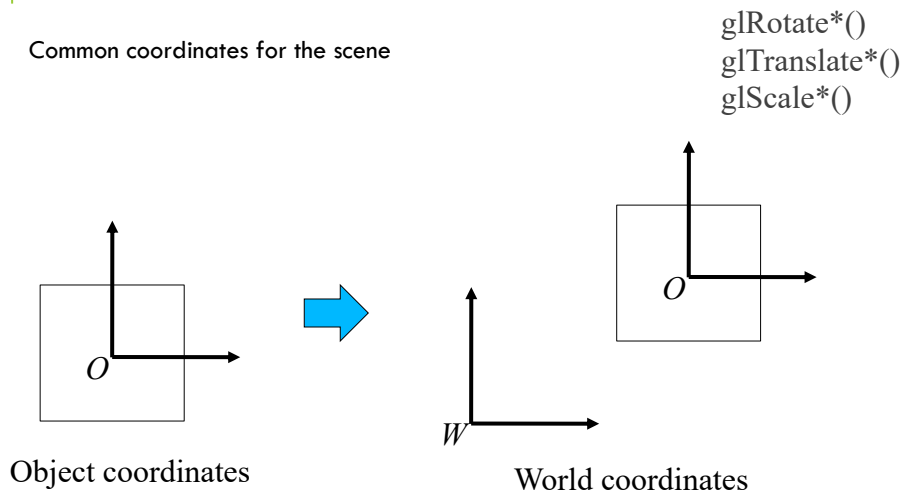 Common coordinates for the scene
glRotate*()
glTranslate*()
glScale*()
O
O
W
Object coordinates
World coordinates